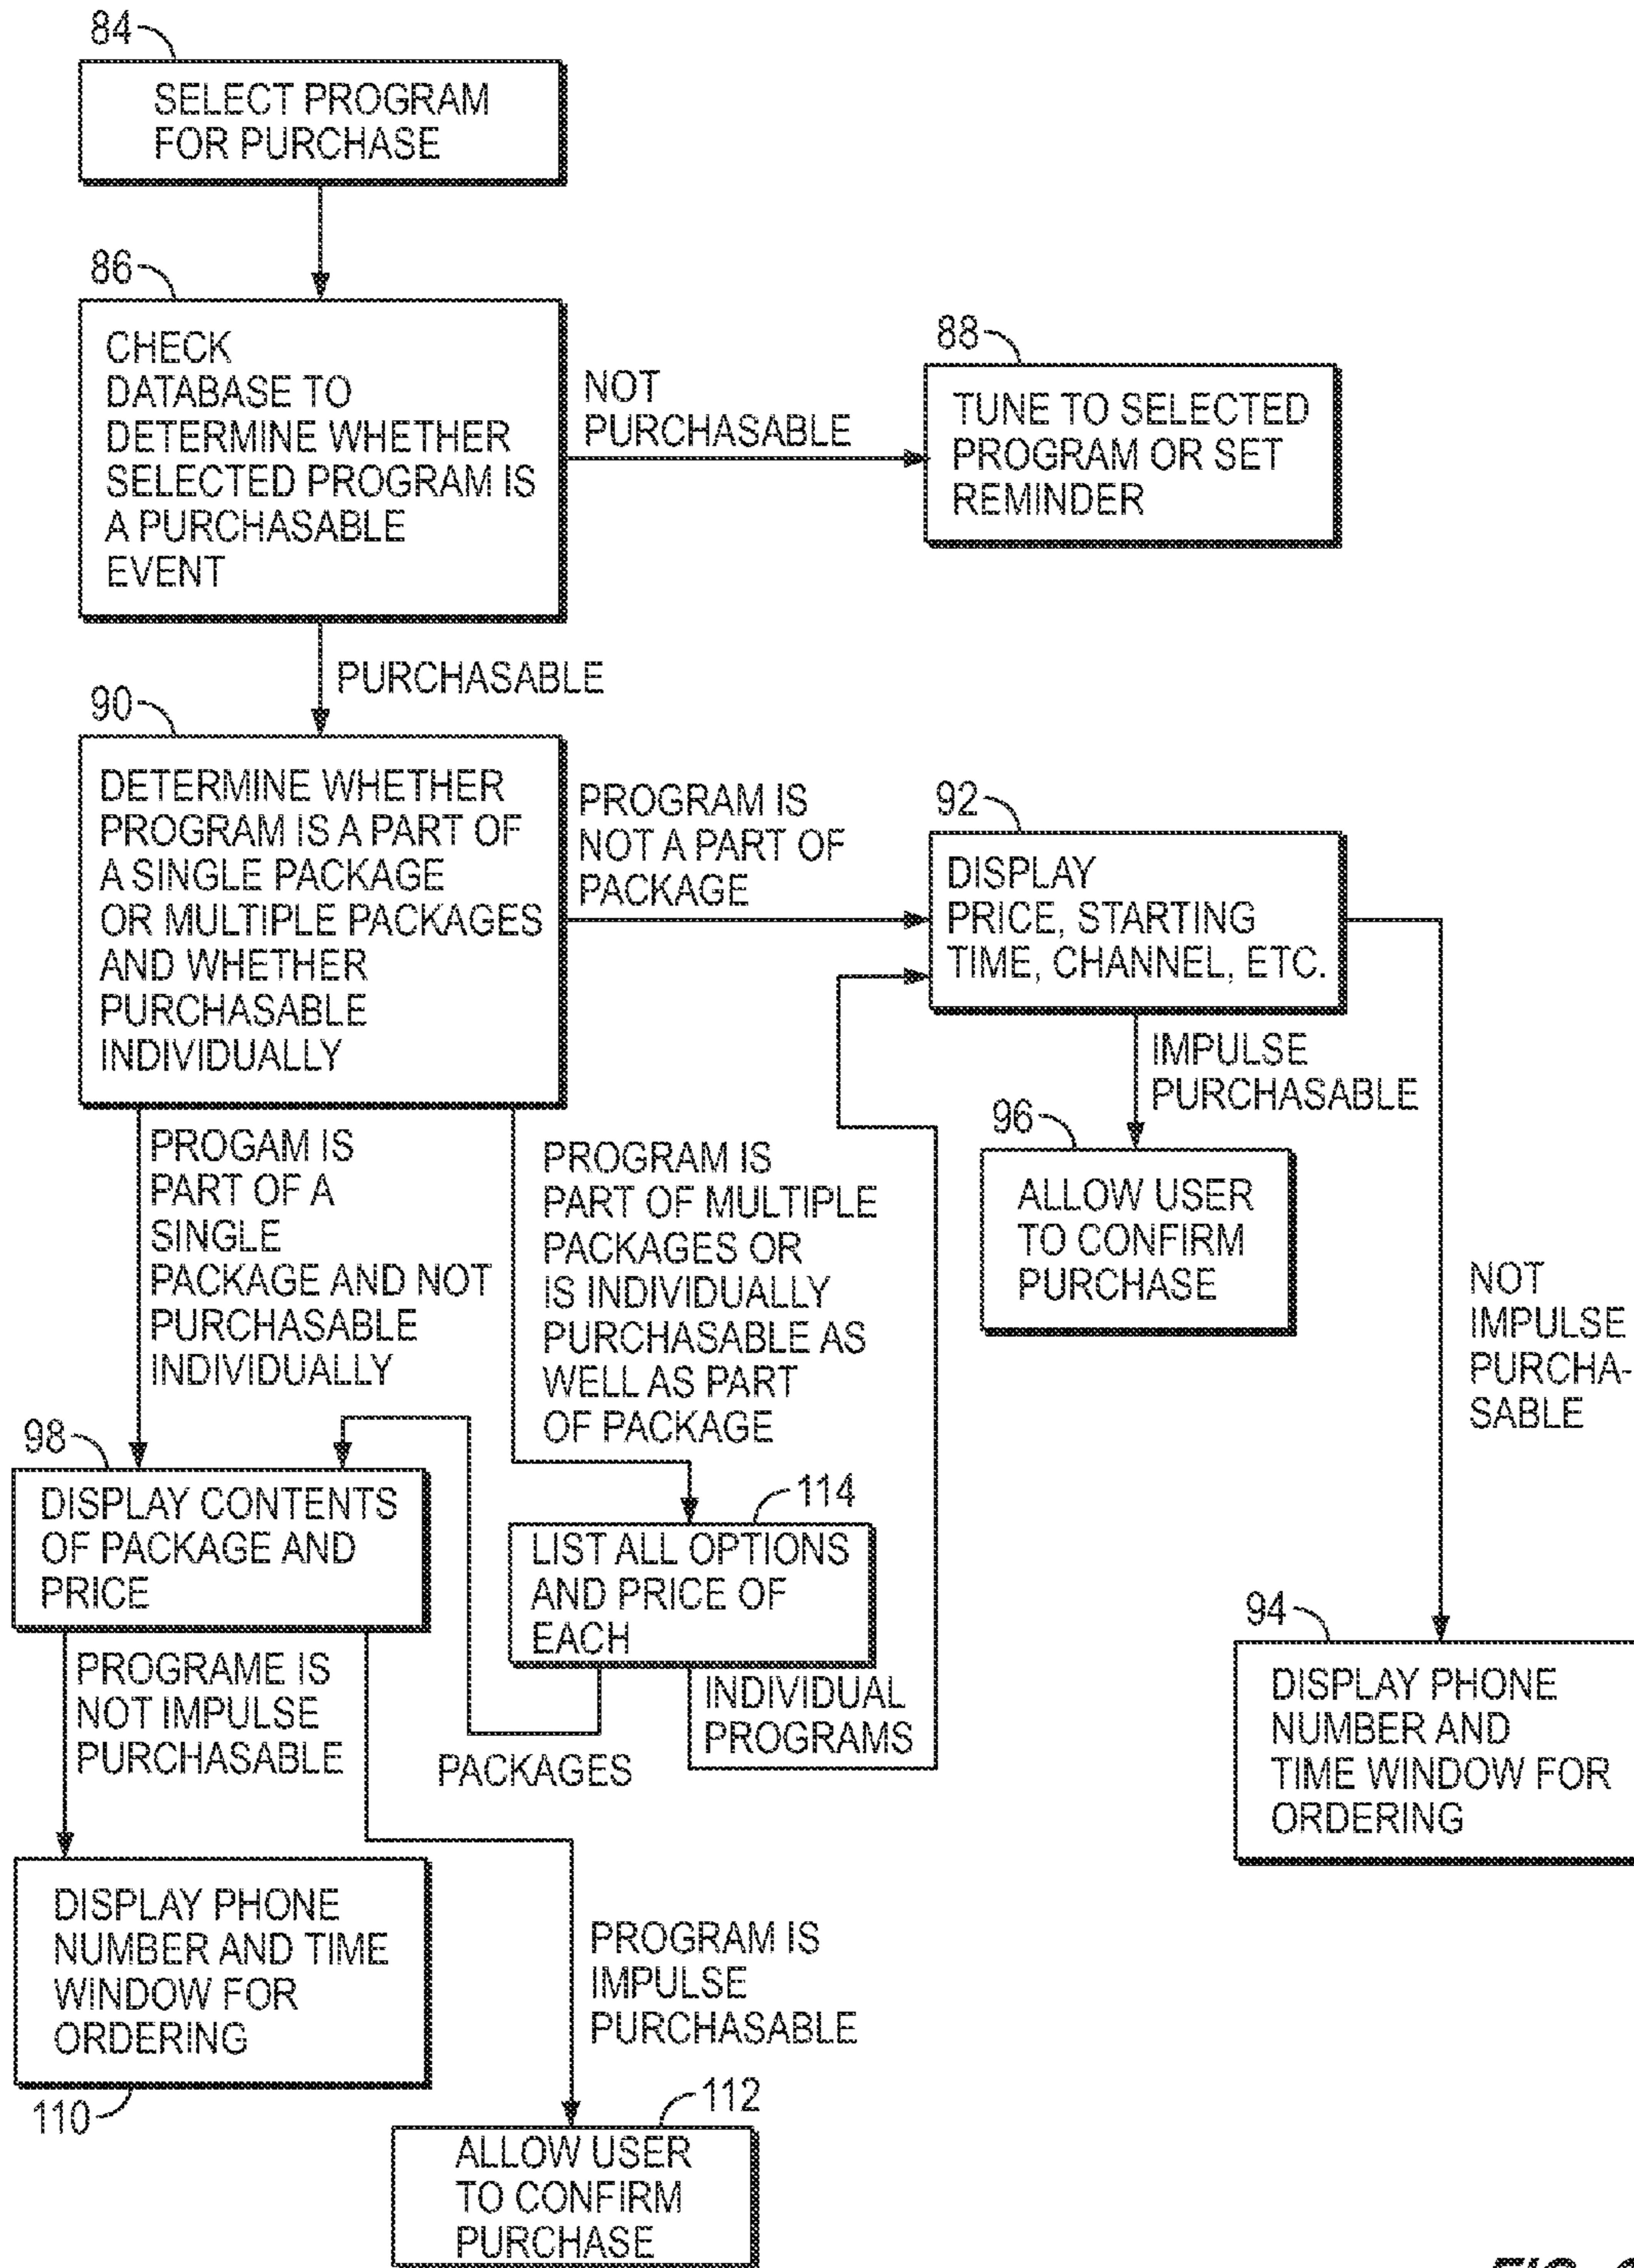 84
SELECT PROGRAM
FOR PURCHASE
86
CHECK
DATABASE TO
DETERMINE WHETHER
SELECTED PROGRAM IS
A PURCHASABLE
EVENT
NOT
PURCHASABLE
88
TUNE TO SELECTED
PROGRAM OR SET
REMINDER
PURCHASABLE
90
DETERMINE WHETHER
PROGRAM IS A PART OF
A SINGLE PACKAGE
OR MULTIPLE PACKAGES
AND WHETHER
PURCHASABLE
INDIVIDUALLY
PROGRAM IS
NOT A PART OF
PACKAGE
92
DISPLAY
PRICE, STARTING
TIME, CHANNEL, ETC.
IMPULSE
PURCHASABLE
96
ALLOW USER
TO CONFIRM
PURCHASE
NOT
IMPULSE
PURCHA-
SABLE
94
DISPLAY PHONE
NUMBER AND
TIME WINDOW FOR
ORDERING
PROGAM IS
PART OF A
SINGLE
PACKAGE AND NOT
PURCHASABLE
INDIVIDUALLY
PROGRAM IS
PART OF MULTIPLE
PACKAGES OR
IS INDIVIDUALLY
PURCHASABLE AS
WELL AS PART
OF PACKAGE
98
DISPLAY CONTENTS
OF PACKAGE AND
PRICE
114
LIST ALL OPTIONS
AND PRICE OF
EACH
INDIVIDUAL
PROGRAMS
PACKAGES
PROGRAME IS
NOT IMPULSE
PURCHASABLE
DISPLAY PHONE
NUMBER AND TIME
WINDOW FOR
ORDERING
110
PROGRAM IS
IMPULSE
PURCHASABLE
112
ALLOW USER
TO CONFIRM
PURCHASE
FIG.